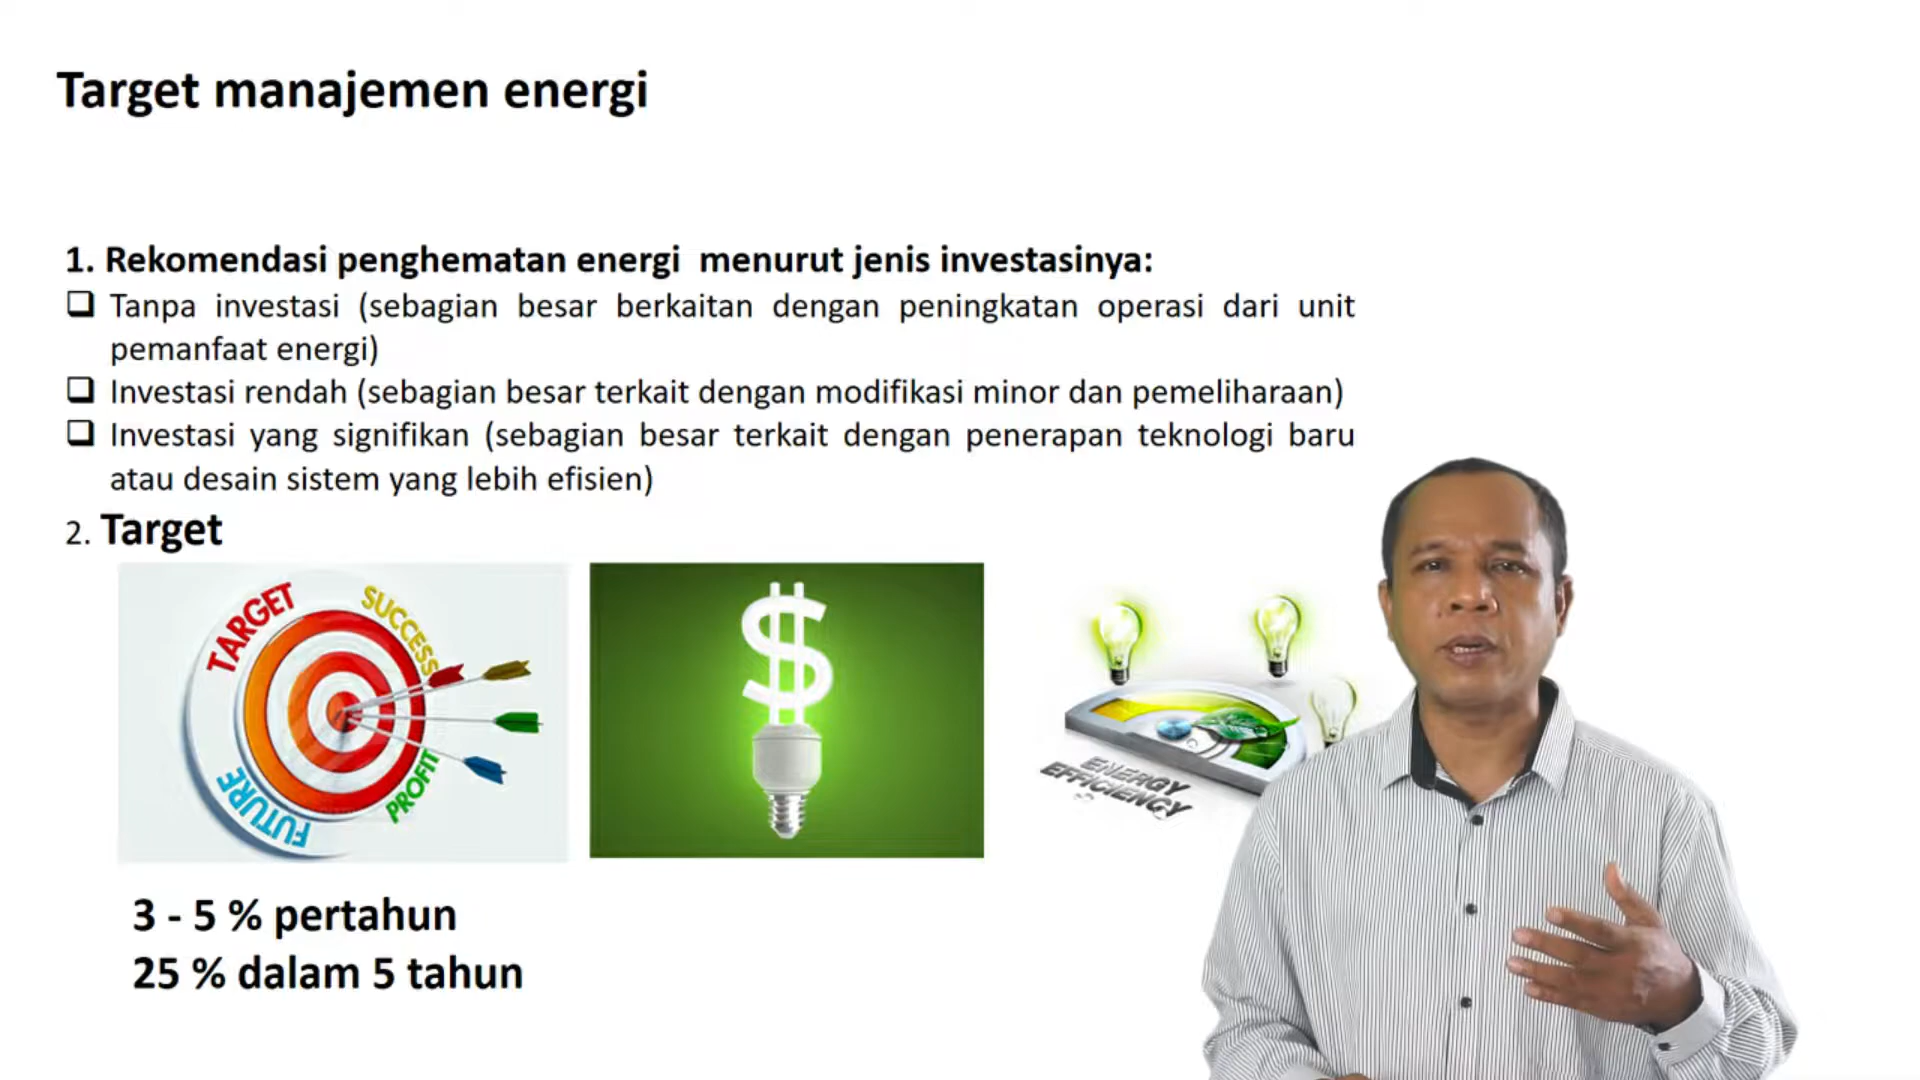 Target manajemen energi
1. Rekomendasi penghematan energi menurut jenis investasinya:
Tanpa investasi (sebagian besar berkaitan dengan peningkatan operasi dari unit
pemanfaat energi)
Investasi rendah (sebagian besar terkait dengan modifikasi minor dan pemeliharaan)
Investasi yang signifikan (sebagian besar terkait dengan penerapan teknologi baru
atau desain sistem yang lebih efisien)
2. Target
TARGET
SUCCESS
FUTURE
PROFIT
$
ENERGY
EFFICIENCY
3 - 5 % pertahun
25 % dalam 5 tahun